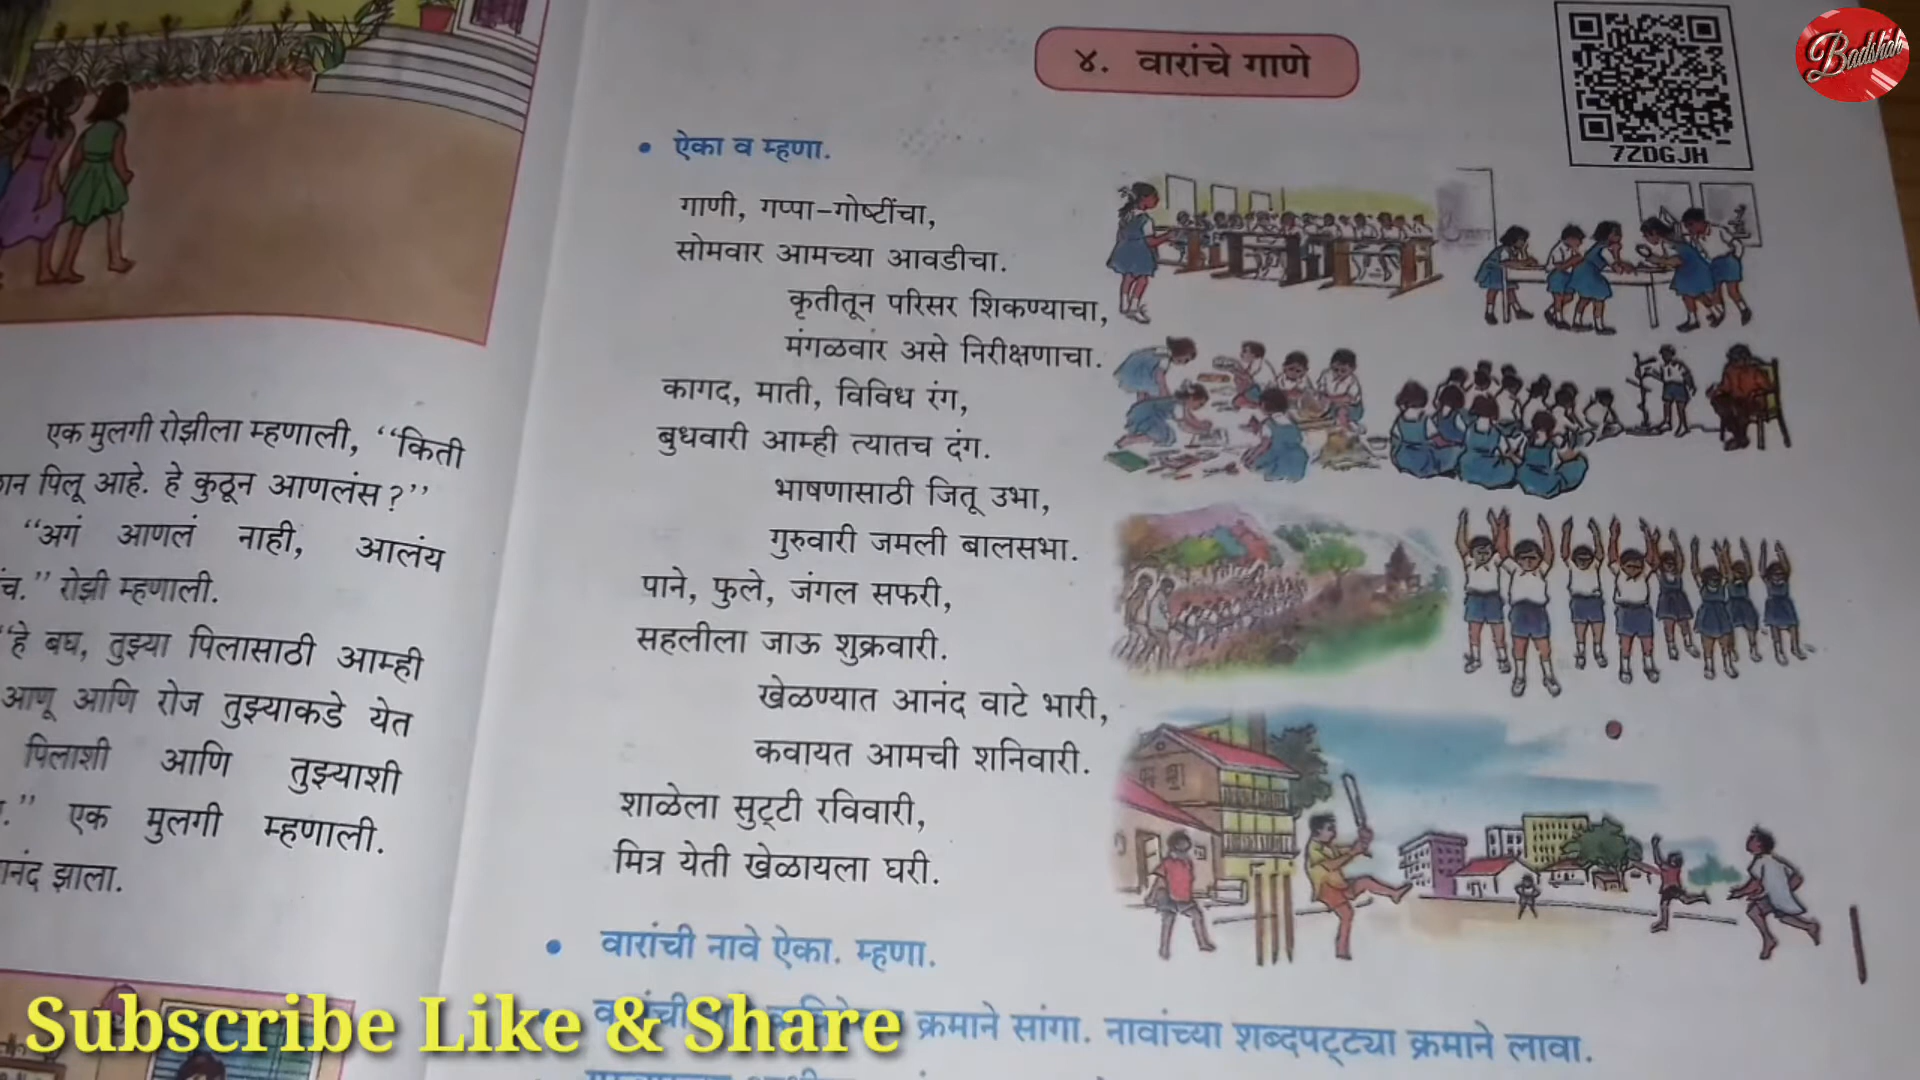 एक मुलगी रोझीला म्हणाली, ‘‘किती
पिलू आहे. हे कुठून आणलंस ?’’
‘‘अगं आणलं नाही, आलंय
रोझी म्हणाली.
‘‘हे बघ, तुझ्या पिलासाठी आम्ही
आणू आणि रोज तुझ्याकडे येत
पिलाशी आणि तुझ्याशी
एक मुलगी म्हणाली.
झाला.
४. वारांचे गाणे
7ZDGJH
Badshah
• ऐका व म्हणा.
गाणी, गप्पा-गोष्टींचा,
सोमवार आमच्या आवडीचा.
कृतीतून परिसर शिकण्याचा,
मंगळवार असे निरीक्षणाचा.
कागद, माती, विविध रंग,
बुधवारी आम्ही त्यातच दंग.
भाषणासाठी जितू उभा,
गुरुवारी जमली बालसभा.
पाने, फुले, जंगल सफरी,
सहलीला जाऊ शुक्रवारी.
खेळण्यात आनंद वाटे भारी,
कवायत आमची शनिवारी.
शाळेला सुट्टी रविवारी,
मित्र येती खेळायला घरी.
• वारांची नावे ऐका. म्हणा.
क्रमाने सांगा. नावांच्या शब्दपट्ट्या क्रमाने लावा.
Subscribe Like & Share